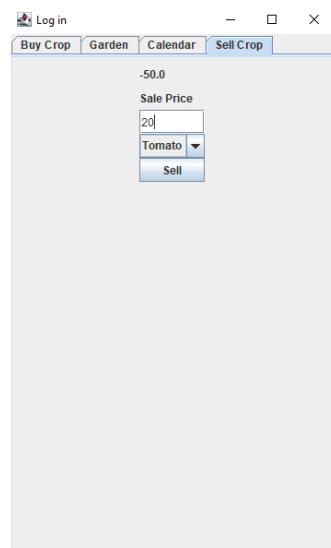 Log in
Buy Crop Garden Calendar Sell Crop
-50.0
Sale Price
20
Tomato
Sell